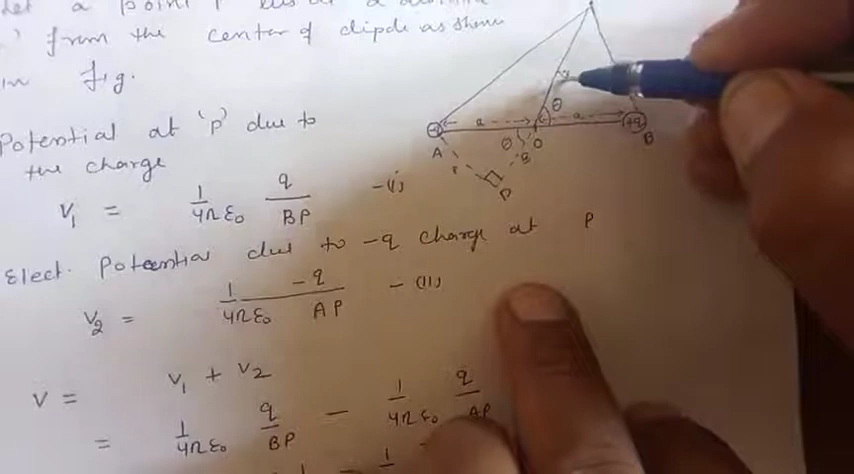 Let a point P
' from the center of dipole as shown
in fig.
Potential at 'p' due to
the charge
V₁ = 1/4πε₀ q/BP - (i)
Elect. Potential due to -q charge at P
V₂ = 1/4πε₀ -q/AP - (II)
V = V₁ + V₂
= 1/4πε₀ q/BP - 1/4πε₀ q/AP
a a
θ
A θ O +q
B
D